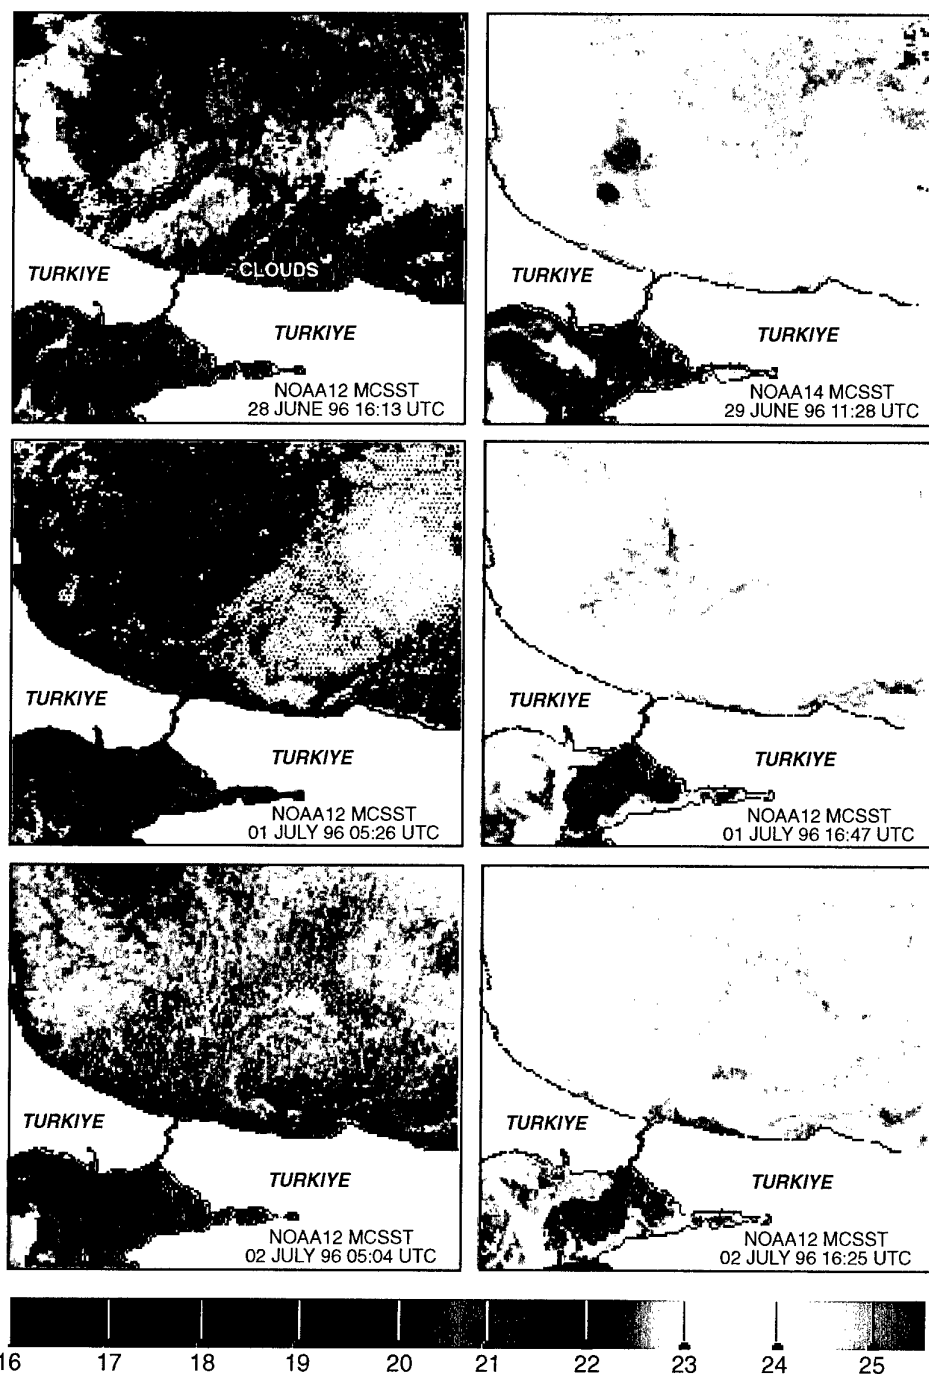 CLOUDS
TURKIYE
TURKIYE
NOAA12 MCSST
28 JUNE 96 16:13 UTC
TURKIYE
TURKIYE
NOAA14 MCSST
29 JUNE 96 11:28 UTC
TURKIYE
TURKIYE
NOAA12 MCSST
01 JULY 96 05:26 UTC
TURKIYE
TURKIYE
NOAA12 MCSST
01 JULY 96 16:47 UTC
TURKIYE
TURKIYE
NOAA12 MCSST
02 JULY 96 05:04 UTC
TURKIYE
TURKIYE
NOAA12 MCSST
02 JULY 96 16:25 UTC
16 17 18 19 20 21 22 23 24 25